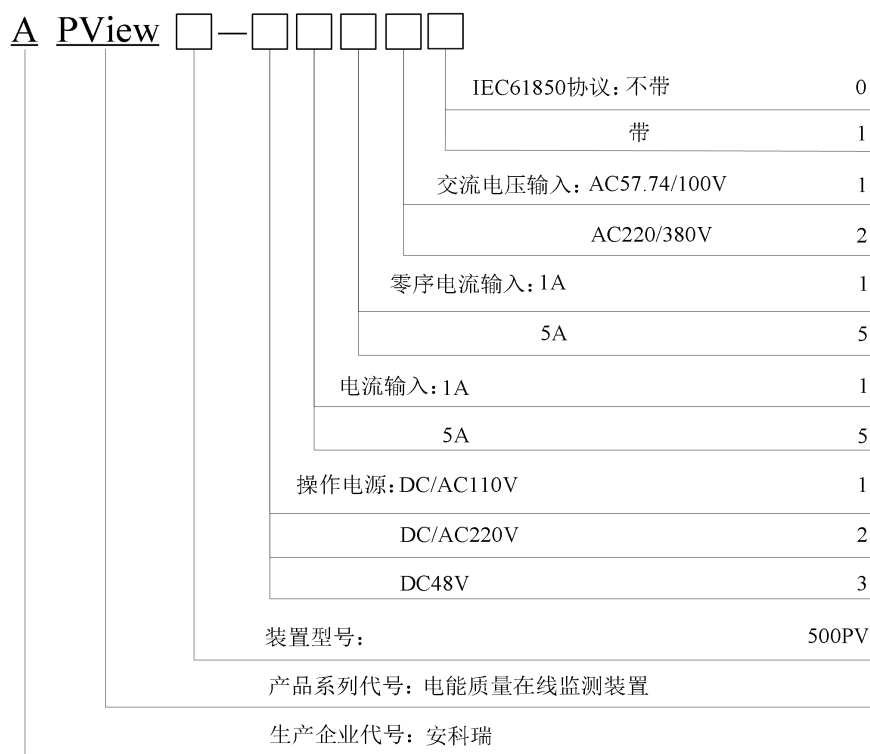 A PView □—□□□□□
IEC61850协议：不带 0
带 1
交流电压输入：AC57.74/100V 1
AC220/380V 2
零序电流输入：1A 1
5A 5
电流输入：1A 1
5A 5
操作电源：DC/AC110V 1
DC/AC220V 2
DC48V 3
装置型号： 500PV
产品系列代号：电能质量在线监测装置
生产企业代号：安科瑞